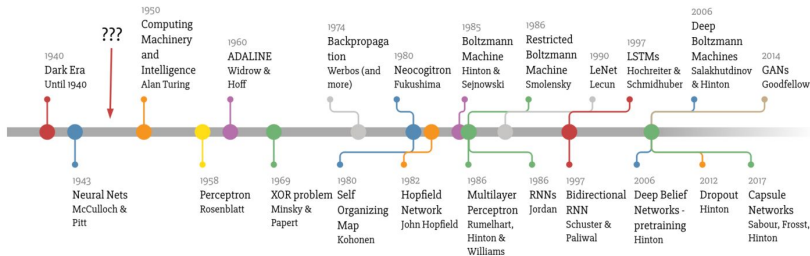 ???
1940
Dark Era
Until 1940
1950
Computing
Machinery
and
Intelligence
Alan Turing
1960
ADALINE
Widrow &
Hoff
1974
Backpropaga
tion
Werbos (and
more)
1980
Neocogitron
Fukushima
1985
Boltzmann
Machine
Hinton &
Sejnowski
1986
Restricted
Boltzmann
Machine
Smolensky
1990
LeNet
Lecun
1997
LSTMs
Hochreiter &
Schmidhuber
2006
Deep
Boltzmann
Machines
Salakhutdinov
& Hinton
2014
GANs
Goodfellow
1943
Neural Nets
McCulloch &
Pitt
1958
Perceptron
Rosenblatt
1969
XOR problem
Minsky &
Papert
1980
Self
Organizing
Map
Kohonen
1982
Hopfield
Network
John Hopfield
1986
Multilayer
Perceptron
Rumelhart,
Hinton &
Williams
1986
RNNs
Jordan
1997
Bidirectional
RNN
Schuster &
Paliwal
2006
Deep Belief
Networks -
pretraining
Hinton
2012
Dropout
Hinton
2017
Capsule
Networks
Sabour, Frosst,
Hinton